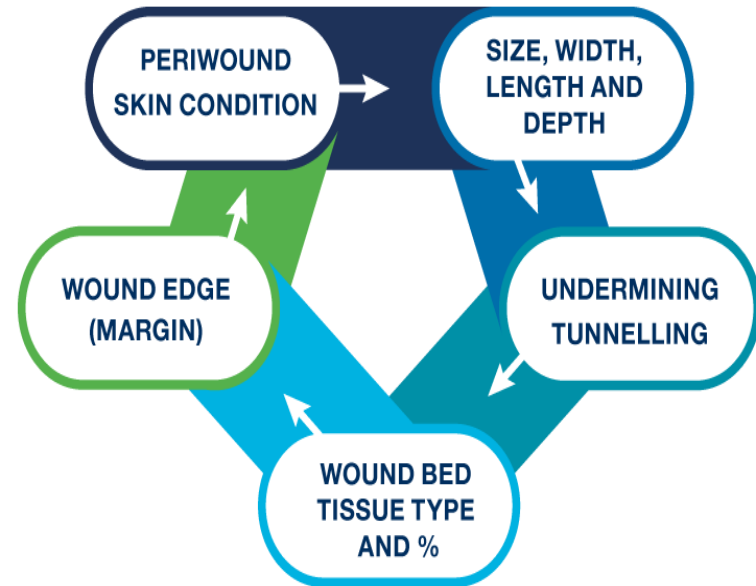 PERIWOUND
SKIN CONDITION
SIZE, WIDTH,
LENGTH AND
DEPTH
UNDERMINING
TUNNELLING
WOUND BED
TISSUE TYPE
AND %
WOUND EDGE
(MARGIN)